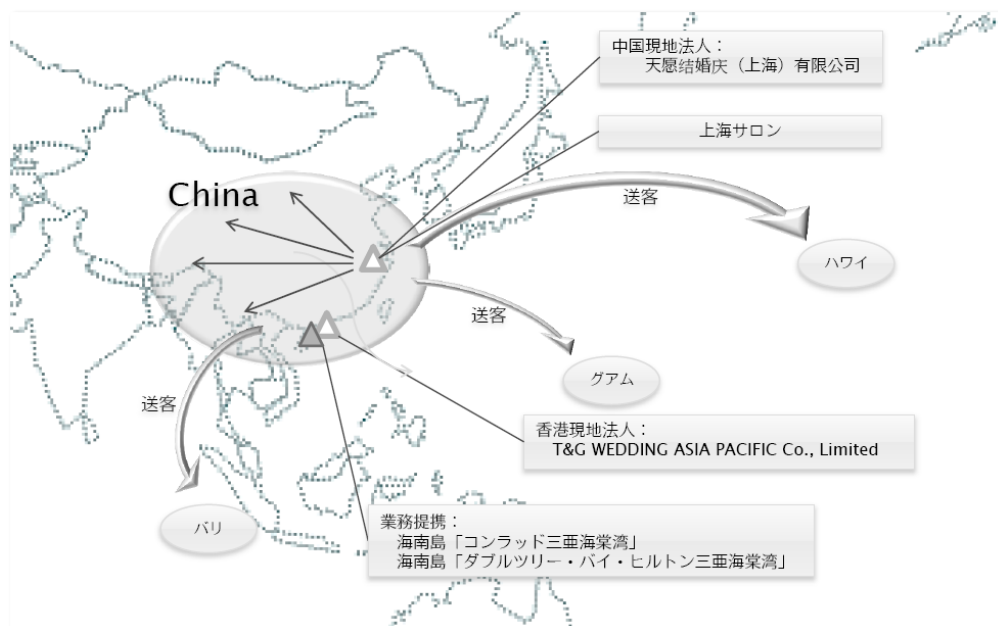 中国現地法人：
天愿结婚庆（上海）有限公司
上海サロン
China
送客
ハワイ
送客
グアム
送客
香港現地法人：
T&G WEDDING ASIA PACIFIC Co., Limited
バリ
業務提携：
海南島「コンラッド三亜海棠湾」
海南島「ダブルツリー・バイ・ヒルトン三亜海棠湾」